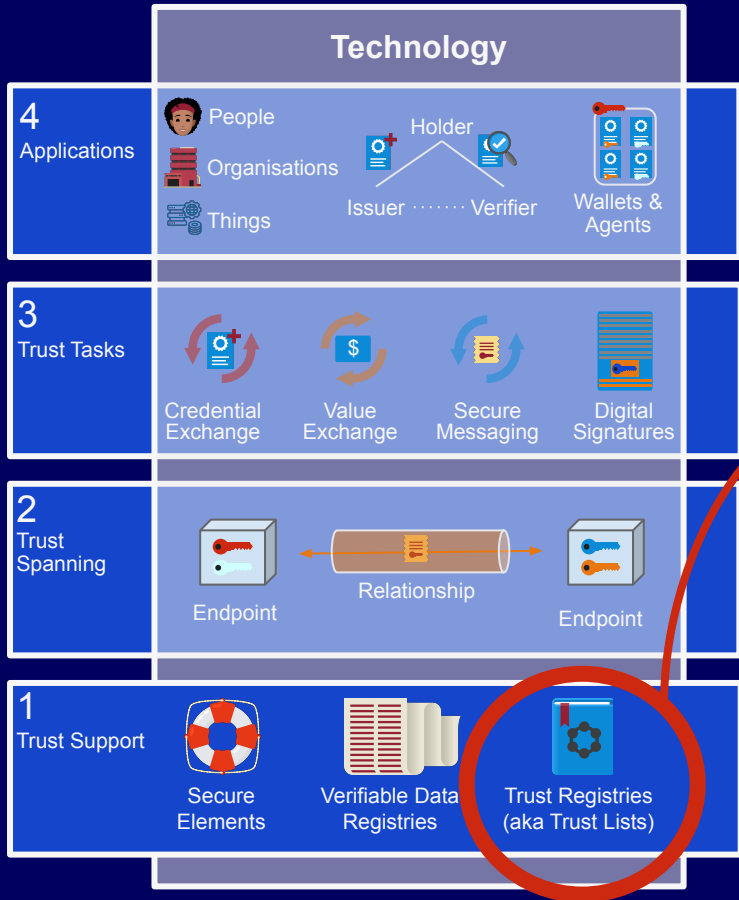 Technology
4
Applications
People
Organisations
Things
Holder
Issuer
Verifier
Wallets &
Agents
3
Trust Tasks
$
Credential
Exchange
Value
Exchange
Secure
Messaging
Digital
Signatures
2
Trust
Spanning
Endpoint
Relationship
Endpoint
1
Trust Support
Secure
Elements
Verifiable Data
Registries
Trust Registries
(aka Trust Lists)